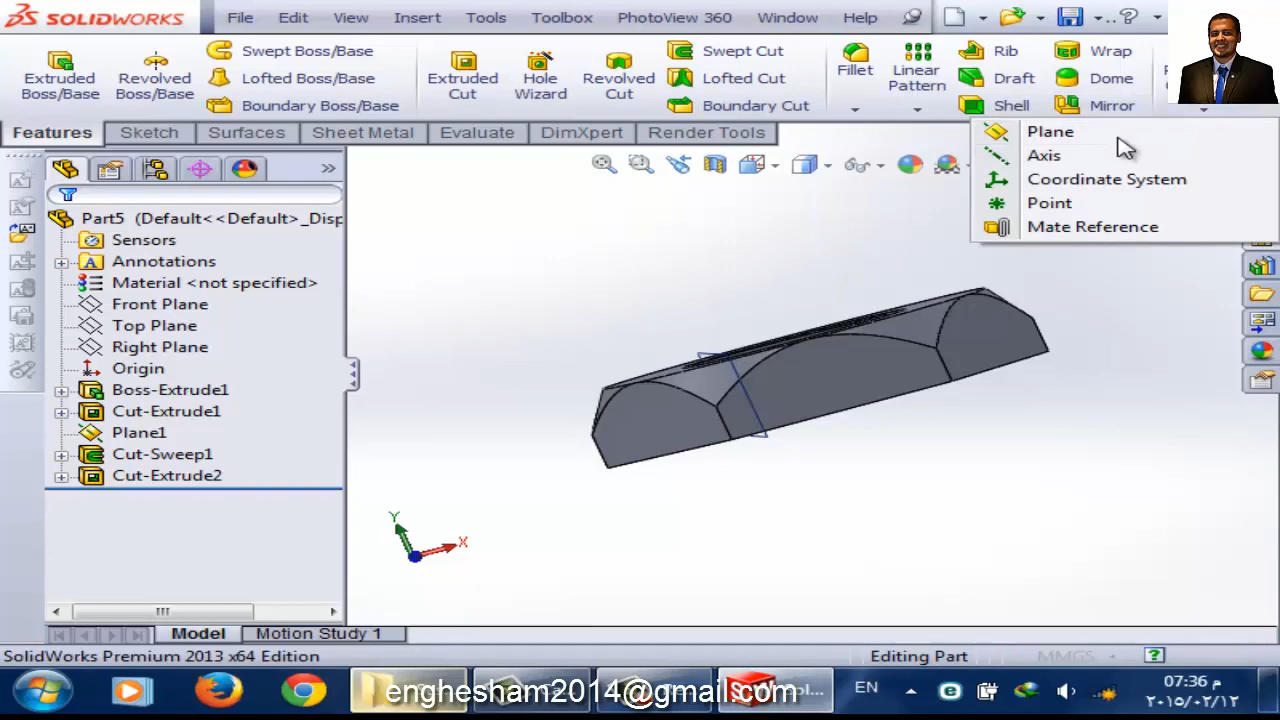 SOLIDWORKS File Edit View Insert Tools Toolbox PhotoView 360 Window Help
Extruded Boss/Base
Revolved Boss/Base
Swept Boss/Base
Lofted Boss/Base
Boundary Boss/Base
Extruded Cut
Hole Wizard
Revolved Cut
Swept Cut
Lofted Cut
Boundary Cut
Fillet
Linear Pattern
Rib
Draft
Shell
Wrap
Dome
Mirror
Features Sketch Surfaces Sheet Metal Evaluate DimXpert Render Tools
Plane
Axis
Coordinate System
Point
Mate Reference
Part5 (Default<<Default>_Disp
Sensors
Annotations
Material <not specified>
Front Plane
Top Plane
Right Plane
Origin
Boss-Extrude1
Cut-Extrude1
Plane1
Cut-Sweep1
Cut-Extrude2
Y
X
Model Motion Study 1
SolidWorks Premium 2013 x64 Edition Editing Part MMGS
enghesham2014@gmail.com
EN
07:36 م
٢٠١٥/٠٢/١٢